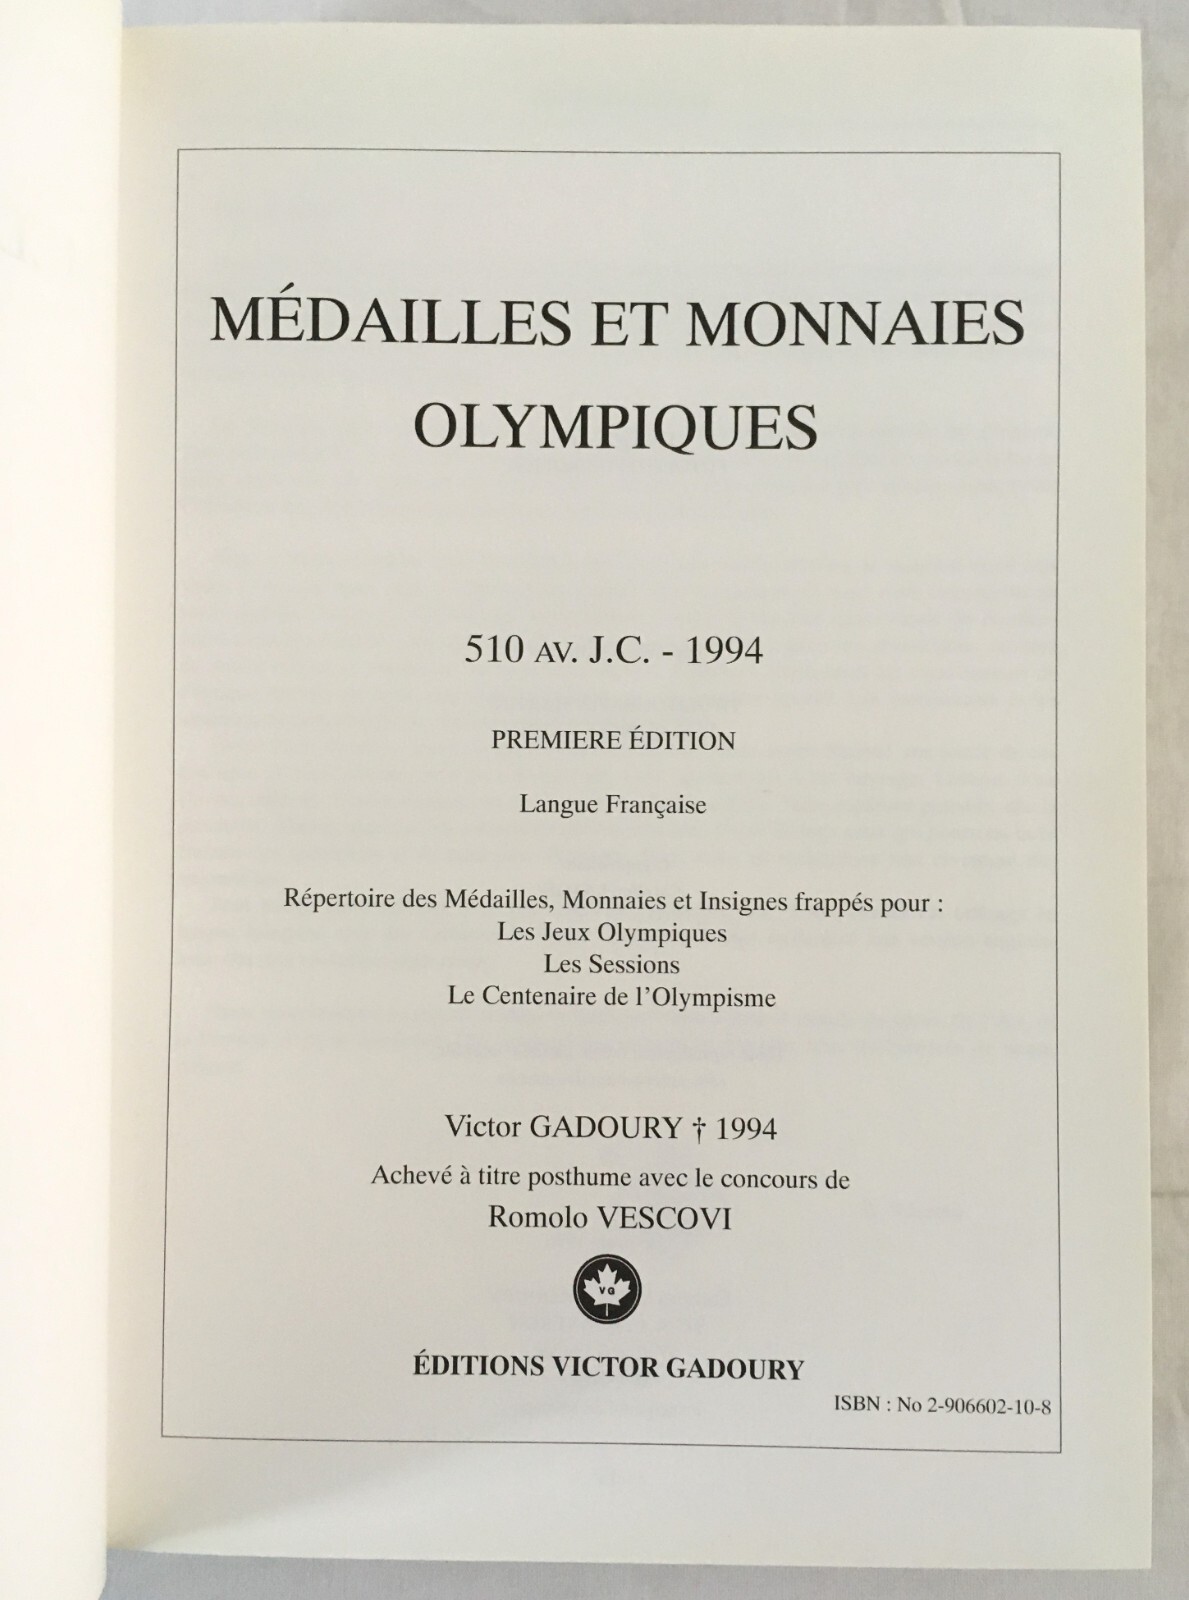 MÉDAILLES ET MONNAIES
OLYMPIQUES
510 AV. J.C. - 1994
PREMIERE ÉDITION
Langue Française
Répertoire des Médailles, Monnaies et Insignes frappés pour :
Les Jeux Olympiques
Les Sessions
Le Centenaire de l'Olympisme
Victor GADOURY † 1994
Achevé à titre posthume avec le concours de
Romolo VESCOVI
VG
ÉDITIONS VICTOR GADOURY
ISBN : No 2-906602-10-8